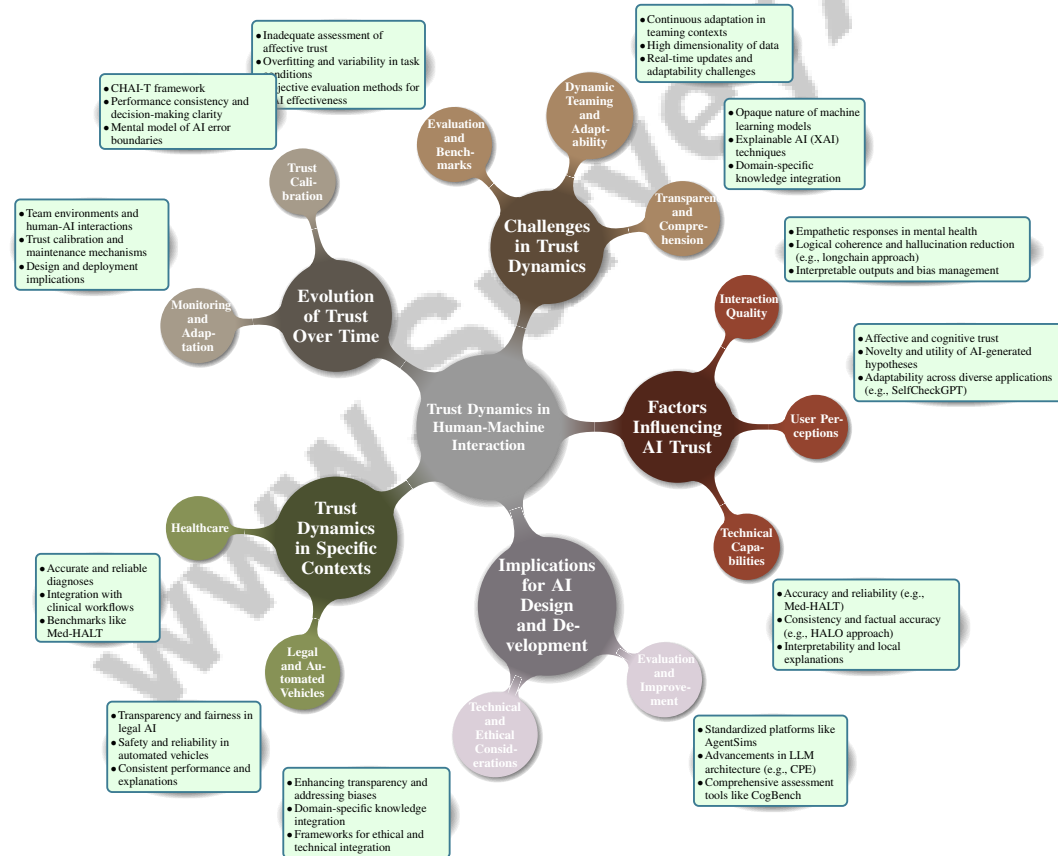 Inadequate assessment of
affective trust
Overfitting and variability in task
conditions
jective evaluation methods for
AI effectiveness
CHAI-T framework
Performance consistency and
decision-making clarity
Mental model of AI error
boundaries
Continuous adaptation in
teaming contexts
High dimensionality of data
Real-time updates and
adaptability challenges
Opaque nature of machine
learning models
Explainable AI (XAI)
techniques
Domain-specific
knowledge integration
Evaluation
and
Bench-
marks
Dynamic
Teaming
and
Adapt-
ability
Transparen
and
Compre-
hension
Challenges
in Trust
Dynamics
Trust
Cali-
bration
Team environments and
human-AI interactions
Trust calibration and
maintenance mechanisms
Design and deployment
implications
Monitoring
and
Adap-
tation
Evolution
of Trust
Over Time
Empathetic responses in mental health
Logical coherence and hallucination reduction
(e.g., longchain approach)
Interpretable outputs and bias management
Interaction
Quality
Affective and cognitive trust
Novelty and utility of AI-generated
hypotheses
Adaptability across diverse applications
(e.g., SelfCheckGPT)
User Per-
ceptions
Factors
Influencing
AI Trust
Trust Dynamics in
Human-Machine
Interaction
Technical
Capa-
bilities
Accuracy and reliability (e.g.,
Med-HALT)
Consistency and factual accuracy
(e.g., HALO approach)
Interpretability and local
explanations
Healthcare
Trust
Dynamics
in Specific
Contexts
Accurate and reliable
diagnoses
Integration with
clinical workflows
Benchmarks like
Med-HALT
Legal
and Au-
tomated
Vehicles
Transparency and fairness in
legal AI
Safety and reliability in
automated vehicles
Consistent performance and
explanations
Implications
for AI
Design
and De-
velopment
Evaluation
and
Improve-
ment
Technical
and
Ethical
Consid-
erations
Standardized platforms like
AgentSims
Advancements in LLM
architecture (e.g., CPE)
Comprehensive assessment
tools like CogBench
Enhancing transparency and
addressing biases
Domain-specific knowledge
integration
Frameworks for ethical and
technical integration